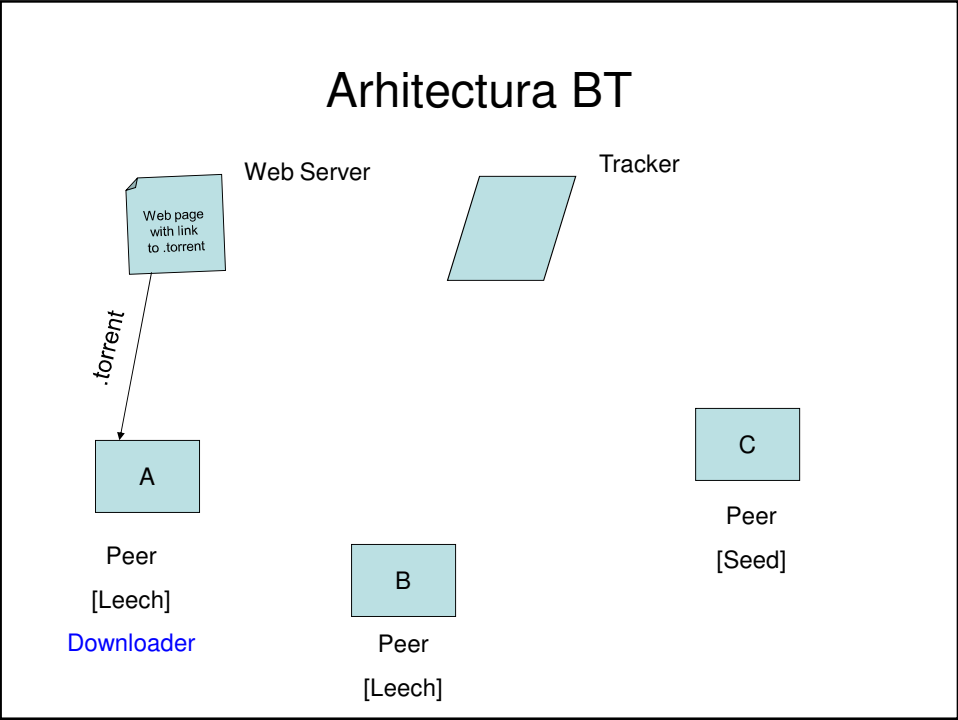 Arhitectura BT
Web Server
Tracker
Web page
with link
to .torrent
.torrent
A
Peer
[Leech]
Downloader
B
Peer
[Leech]
C
Peer
[Seed]